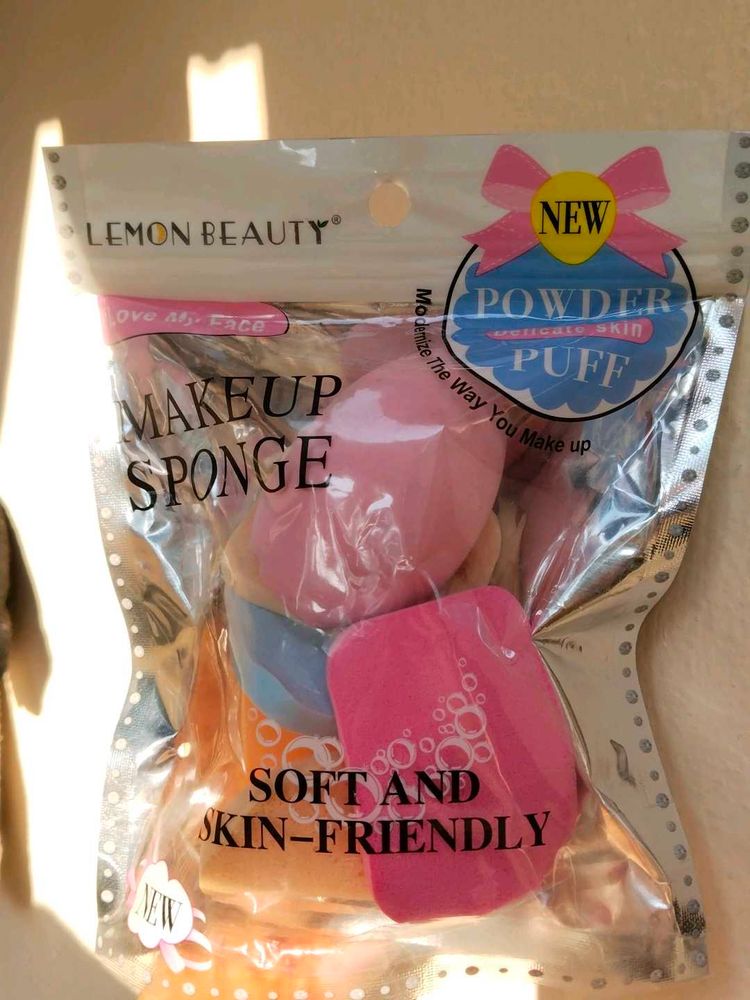 LEMON BEAUTY®
NEW
POWDER
Delicate skin
PUFF
Love My Face
Modernize The Way You Make up
MAKEUP
SPONGE
SOFT AND
SKIN-FRIENDLY
NEW